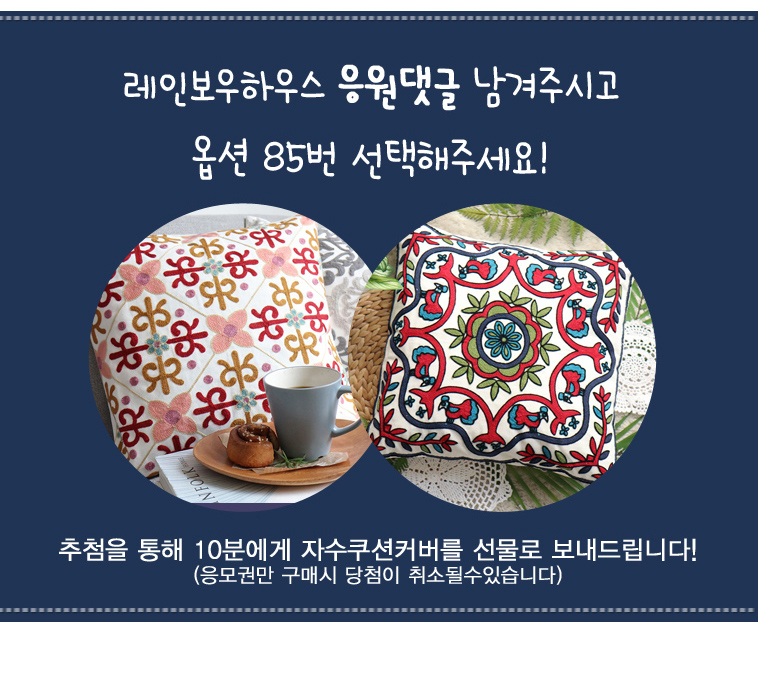 레인보우하우스 응원댓글 남겨주시고
옵션 85번 선택해주세요!
INFOLK
추첨을 통해 10분에게 자수쿠션커버를 선물로 보내드립니다!
(응모권만 구매시 당첨이 취소될수있습니다)